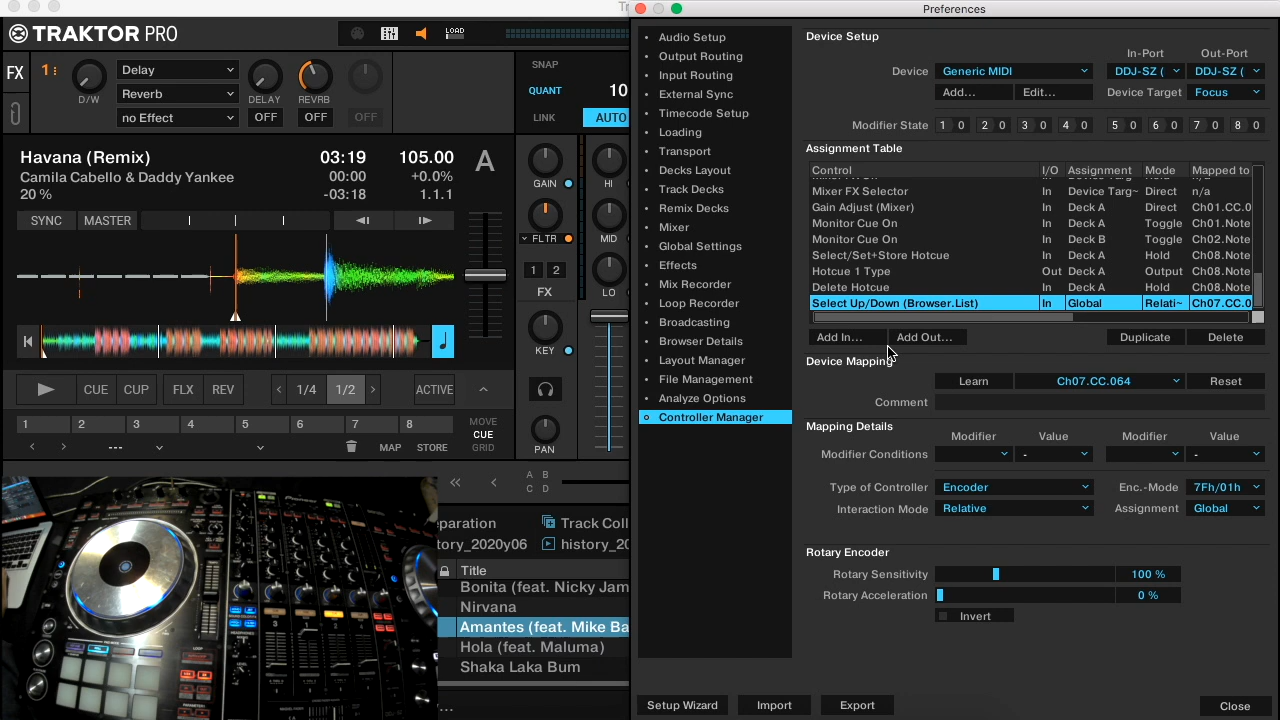 Tr
Preferences
TRAKTOR PRO
LOAD
FX
1
D/W
Delay
Reverb
no Effect
DELAY
REVRB
OFF
OFF
OFF
SNAP
QUANT
10
LINK
AUTO
Havana (Remix)
Camila Cabello & Daddy Yankee
20 %
03:19
00:00
-03:18
105.00
+0.0%
1.1.1
A
SYNC
MASTER
GAIN
HI
FLTR
MID
1
2
LO
FX
KEY
PAN
CUE
CUP
FLX
REV
1/4
1/2
ACTIVE
1
2
3
4
5
6
7
8
MOVE
CUE
GRID
---
MAP
STORE
A
B
C
D
eparation
Track Coll
tory_2020y06
history_20
Title
Bonita (feat. Nicky Jam
Nirvana
Amantes (feat. Mike Ba
Hola (feat. Maluma)
Shaka Laka Bum
Audio Setup
Output Routing
Input Routing
External Sync
Timecode Setup
Loading
Transport
Decks Layout
Track Decks
Remix Decks
Mixer
Global Settings
Effects
Mix Recorder
Loop Recorder
Broadcasting
Browser Details
Layout Manager
File Management
Analyze Options
Controller Manager
Setup Wizard
Import
Export
Close
Device Setup
In-Port
Out-Port
Device
Generic MIDI
DDJ-SZ (
DDJ-SZ (
Add...
Edit...
Device Target
Focus
Modifier State
1 0
2 0
3 0
4 0
5 0
6 0
7 0
8 0
Assignment Table
Control I/O Assignment Mode Mapped to
Mixer FX Selector In Device Targ~ Direct n/a
Gain Adjust (Mixer) In Deck A Direct Ch01.CC.0
Monitor Cue On In Deck A Toggle Ch01.Note
Monitor Cue On In Deck B Toggle Ch02.Note
Select/Set+Store Hotcue In Deck A Hold Ch08.Note
Hotcue 1 Type Out Deck A Output Ch08.Note
Delete Hotcue In Deck A Hold Ch08.Note
Select Up/Down (Browser.List) In Global Relati~ Ch07.CC.0
Add In...
Add Out...
Duplicate
Delete
Device Mapping
Learn
Ch07.CC.064
Reset
Comment
Mapping Details
Modifier
Value
Modifier
Value
Modifier Conditions
-
-
Type of Controller
Encoder
Enc.-Mode
7Fh/01h
Interaction Mode
Relative
Assignment
Global
Rotary Encoder
Rotary Sensitivity
100 %
Rotary Acceleration
0 %
Invert